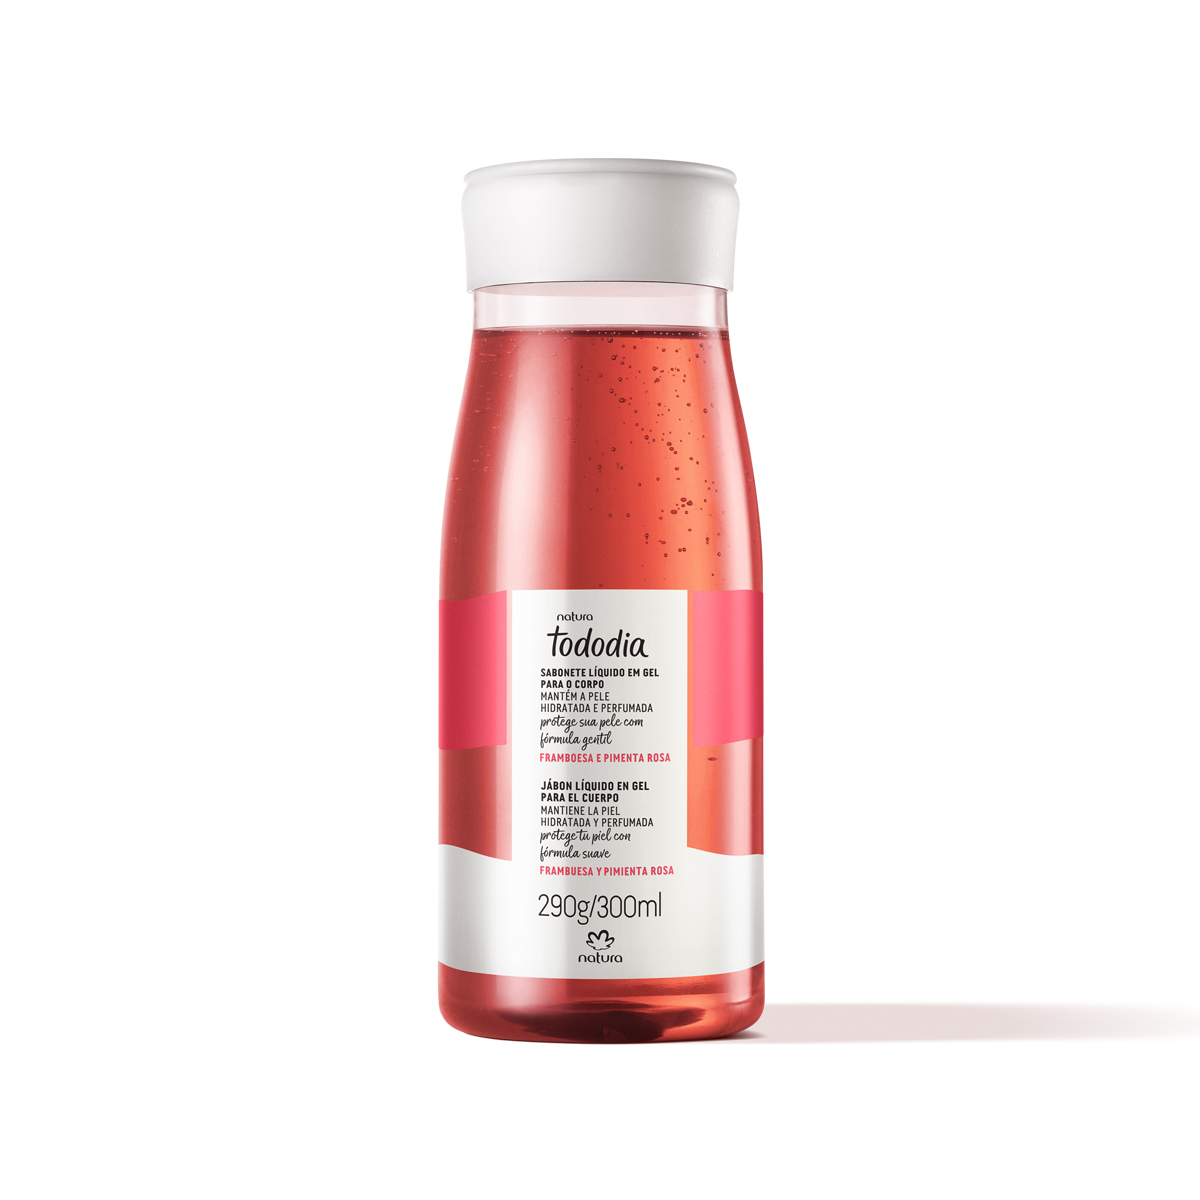 natura
tododia
SABONETE LÍQUIDO EM GEL
PARA O CORPO
MANTÉM A PELE
HIDRATADA E PERFUMADA
protege sua pele com
fórmula gentil
FRAMBOESA E PIMENTA ROSA
JÁBON LÍQUIDO EN GEL
PARA EL CUERPO
MANTIENE LA PIEL
HIDRATADA Y PERFUMADA
protege tu piel con
fórmula suave
FRAMBUESA Y PIMIENTA ROSA
290g/300ml
natura